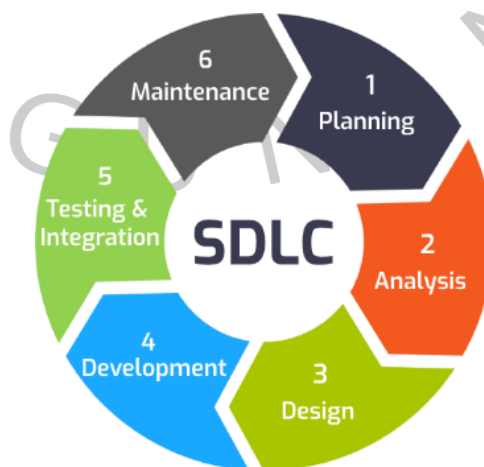 SDLC
1
Planning
2
Analysis
3
Design
4
Development
5
Testing &
Integration
6
Maintenance